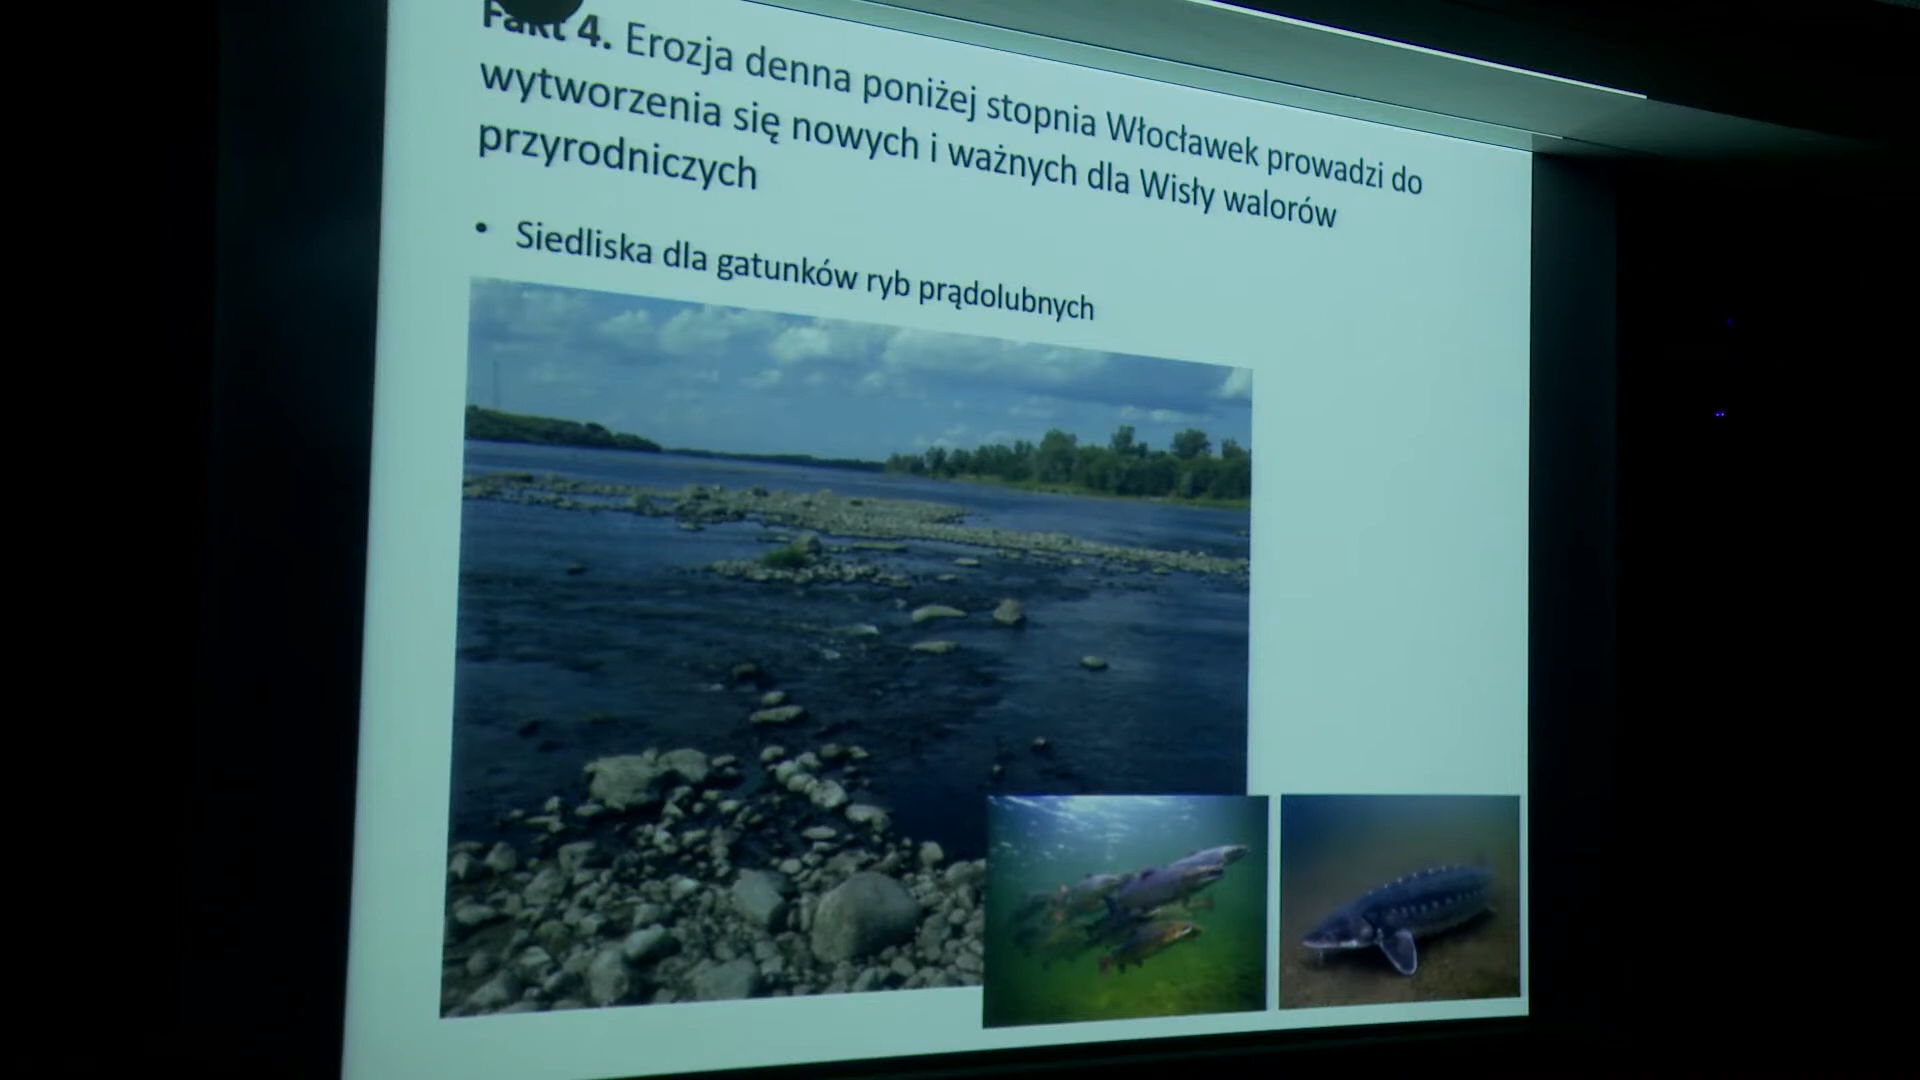 Fakt 4. Erozja denna poniżej stopnia Włocławek prowadzi do
wytworzenia się nowych i ważnych dla Wisły walorów
przyrodniczych
• Siedliska dla gatunków ryb prądolubnych